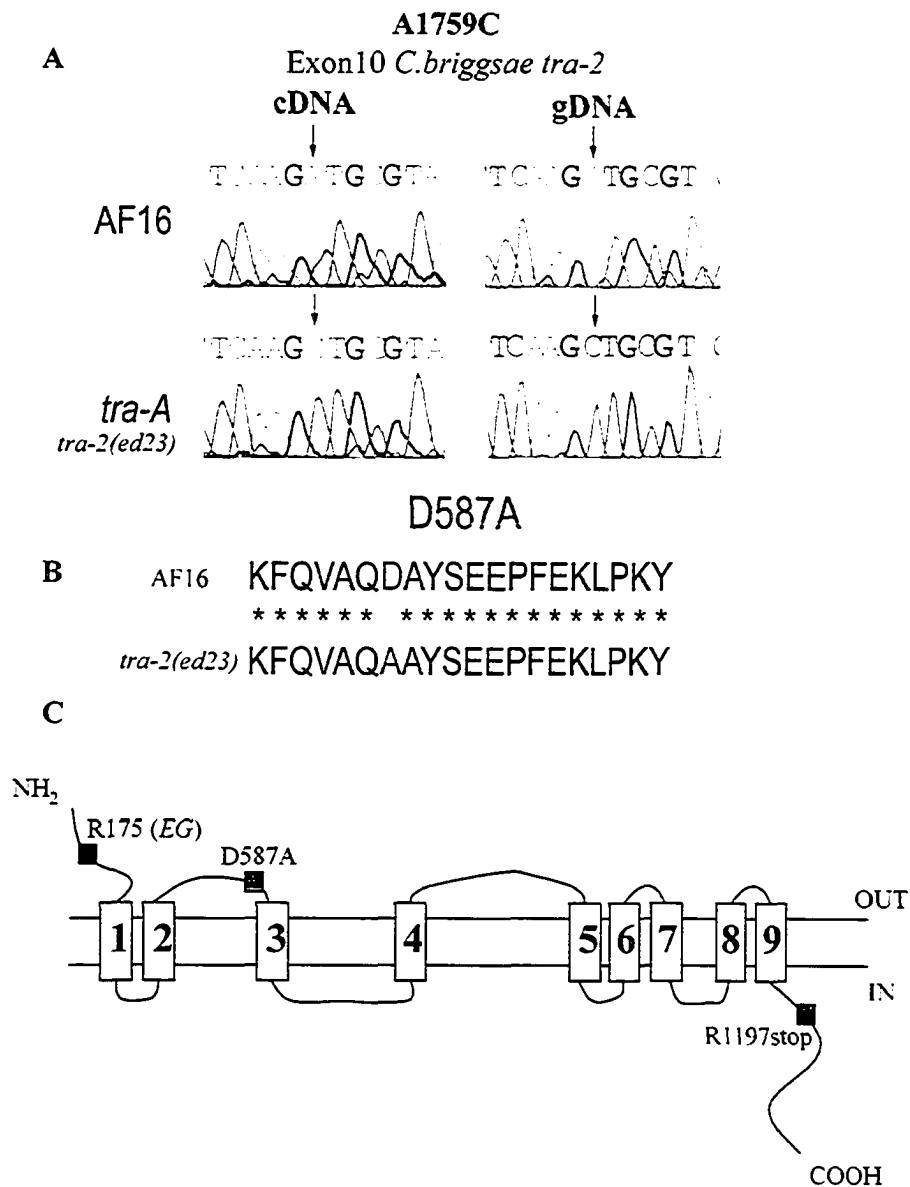 A1759C
A
Exon10 C.briggsae tra-2
cDNA gDNA
AF16
TCAAGCTGCGT
tra-A
tra-2(ed23)
D587A
B
AF16 KFQVAQDAYSEEPFEKLPKY
****** *************
tra-2(ed23) KFQVAQAAYSEEPFEKLPKY
C
NH2
R175 (EG)
D587A
OUT
1 2 3 4 5 6 7 8 9
IN
R1197stop
COOH